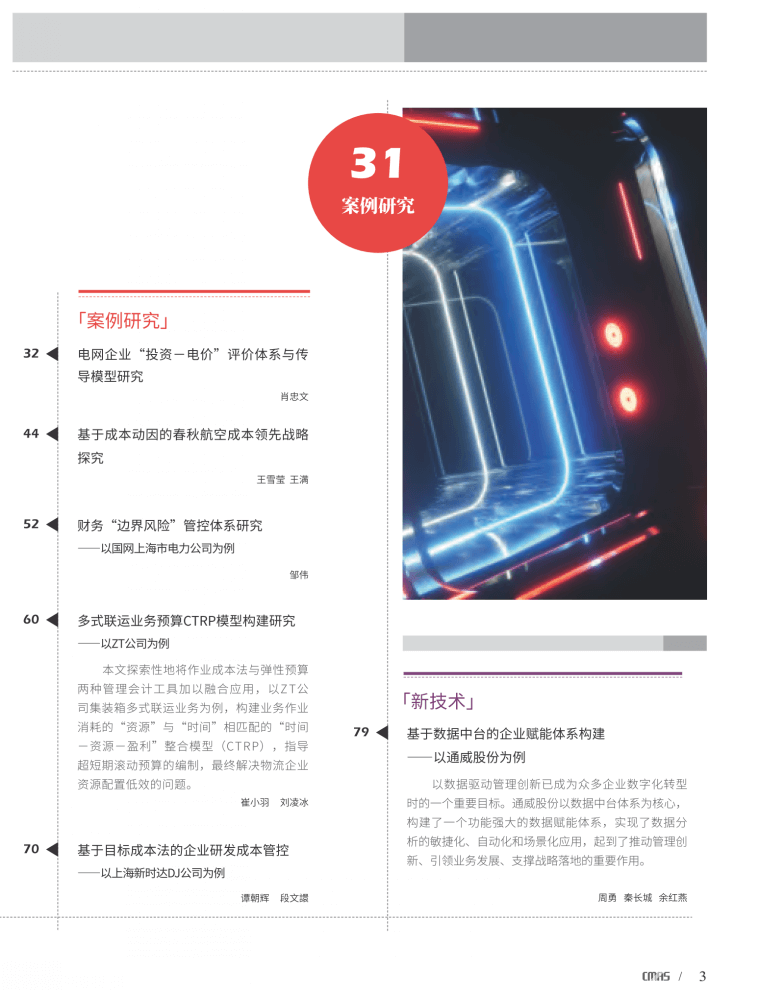 31
案例研究
「案例研究」
32
电网企业“投资－电价”评价体系与传
导模型研究
肖忠文
44
基于成本动因的春秋航空成本领先战略
探究
王雪莹 王满
52
财务“边界风险”管控体系研究
——以国网上海市电力公司为例
邹伟
60
多式联运业务预算CTRP模型构建研究
——以ZT公司为例
本文探索性地将作业成本法与弹性预算
两种管理会计工具加以融合应用，以ZT公
司集装箱多式联运业务为例，构建业务作业
消耗的“资源”与“时间”相匹配的“时间
－资源－盈利”整合模型（CTRP），指导
超短期滚动预算的编制，最终解决物流企业
资源配置低效的问题。
崔小羽 刘凌冰
70
基于目标成本法的企业研发成本管控
——以上海新时达DJ公司为例
谭朝辉 段文譞
「新技术」
79
基于数据中台的企业赋能体系构建
——以通威股份为例
以数据驱动管理创新已成为众多企业数字化转型
时的一个重要目标。通威股份以数据中台体系为核心，
构建了一个功能强大的数据赋能体系，实现了数据分
析的敏捷化、自动化和场景化应用，起到了推动管理创
新、引领业务发展、支撑战略落地的重要作用。
周勇 秦长城 余红燕
CMAS / 3